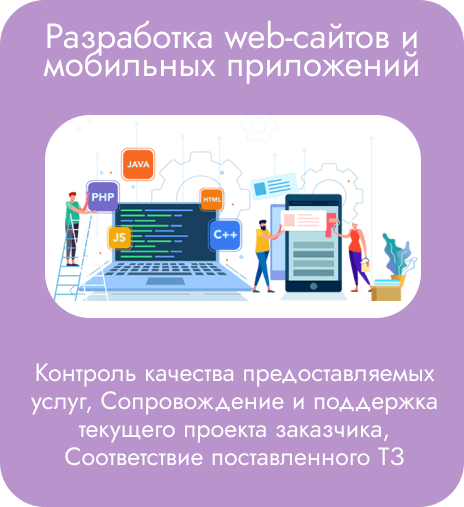 Разработка web-сайтов и
мобильных приложений
JAVA
PHP
HTML
JS
C++
Контроль качества предоставляемых
услуг, Сопровождение и поддержка
текущего проекта заказчика,
Соответствие поставленного ТЗ